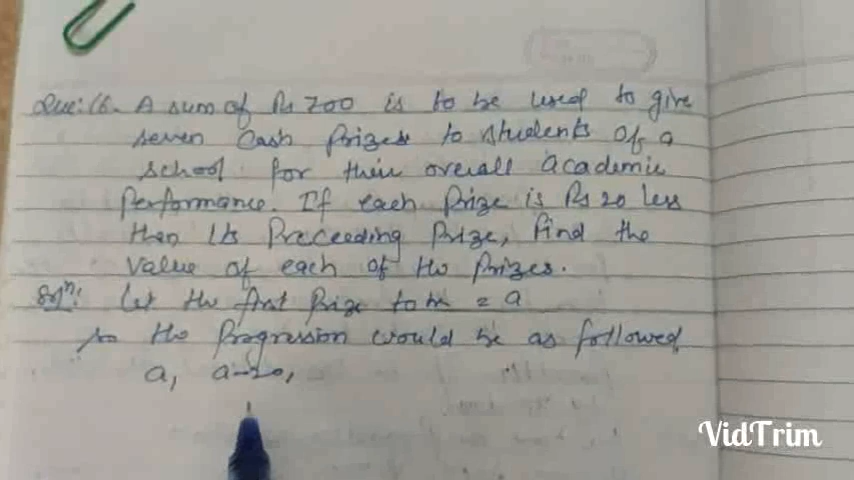 Que:16. A sum of Rs 700 is to be used to give
seven cash prizes to students of a
school for their overall academic
performance. If each prize is Rs 20 less
than its preceeding prize, find the
value of each of the prizes.
Solⁿ: Let the first prize to be = a
so the progression would be as followed,
a, a-20,
VidTrim